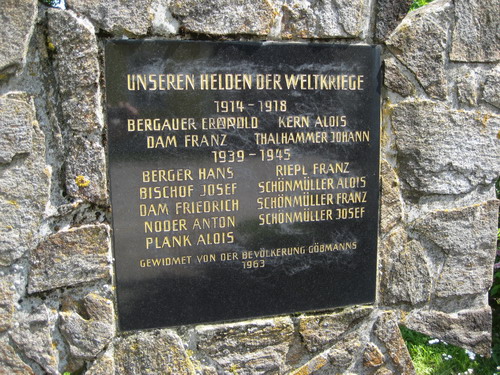 UNSEREN HELDEN DER WELTKRIEGE
1914 - 1918
BERGAUER LEOPOLD KERN ALOIS
DAM FRANZ THALHAMMER JOHANN
1939 - 1945
BERGER HANS RIEPL FRANZ
BISCHOF JOSEF SCHÖNMÜLLER ALOIS
DAM FRIEDRICH SCHÖNMÜLLER FRANZ
NODER ANTON SCHÖNMÜLLER JOSEF
PLANK ALOIS
GEWIDMET VON DER BEVÖLKERUNG GÖBMANNS
1963